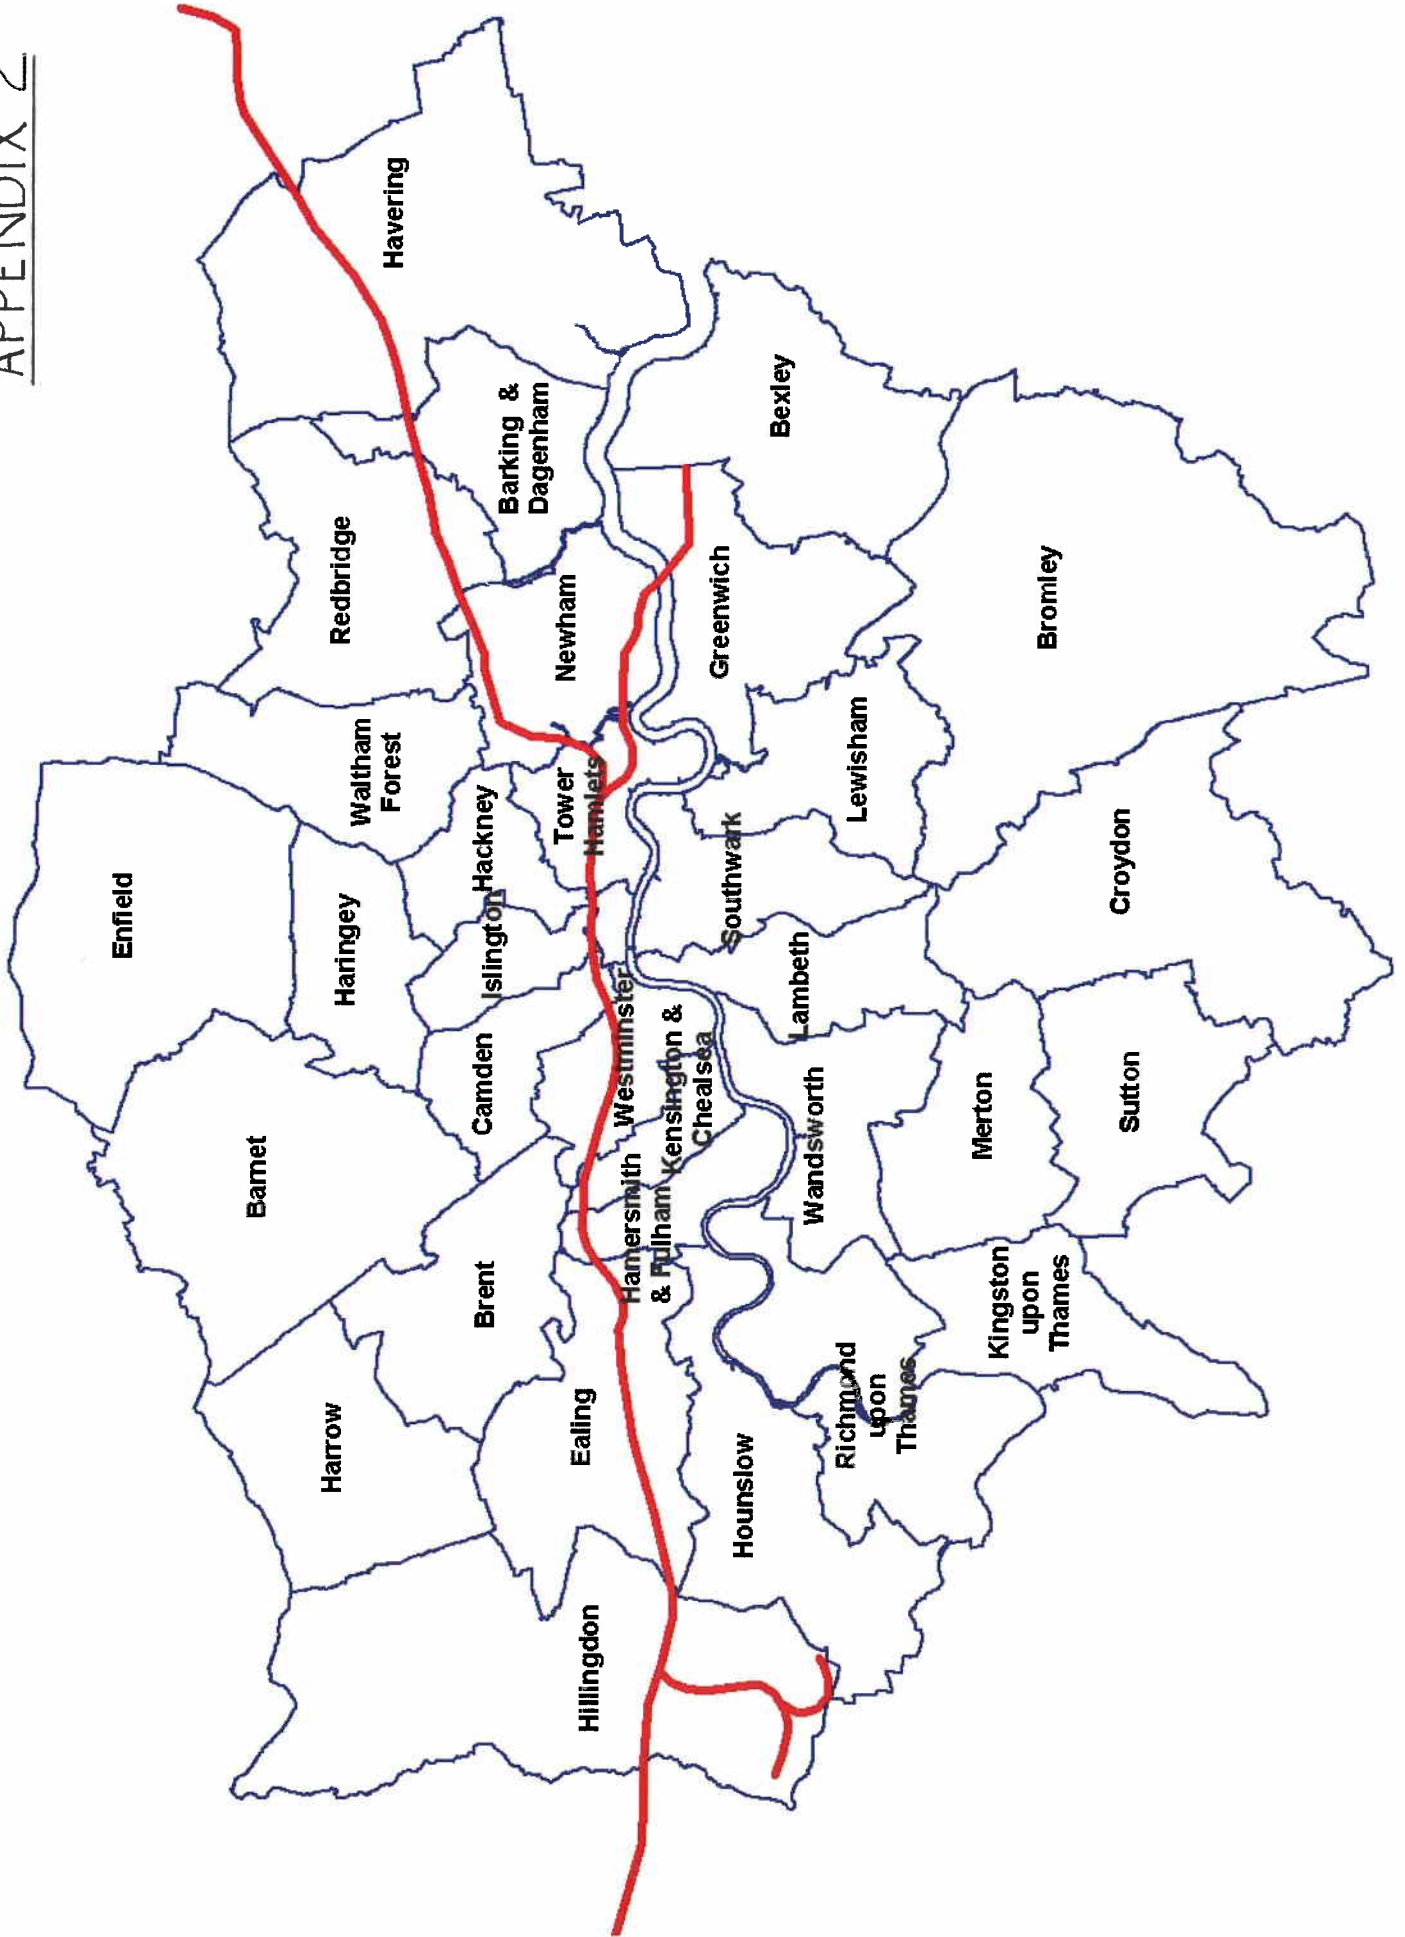 APPENDIX 2
Enfield
Barnet
Haringey
Waltham
Forest
Redbridge
Havering
Harrow
Brent
Camden
Islington
Hackney
Tower
Hamlets
Newham
Barking &
Dagenham
Hillingdon
Ealing
Hamersmith
& Fulham
Westminster
Kensington &
Chealsea
Southwark
Greenwich
Bexley
Hounslow
Richmond
upon
Thames
Wandsworth
Lambeth
Lewisham
Kingston
upon
Thames
Merton
Sutton
Croydon
Bromley